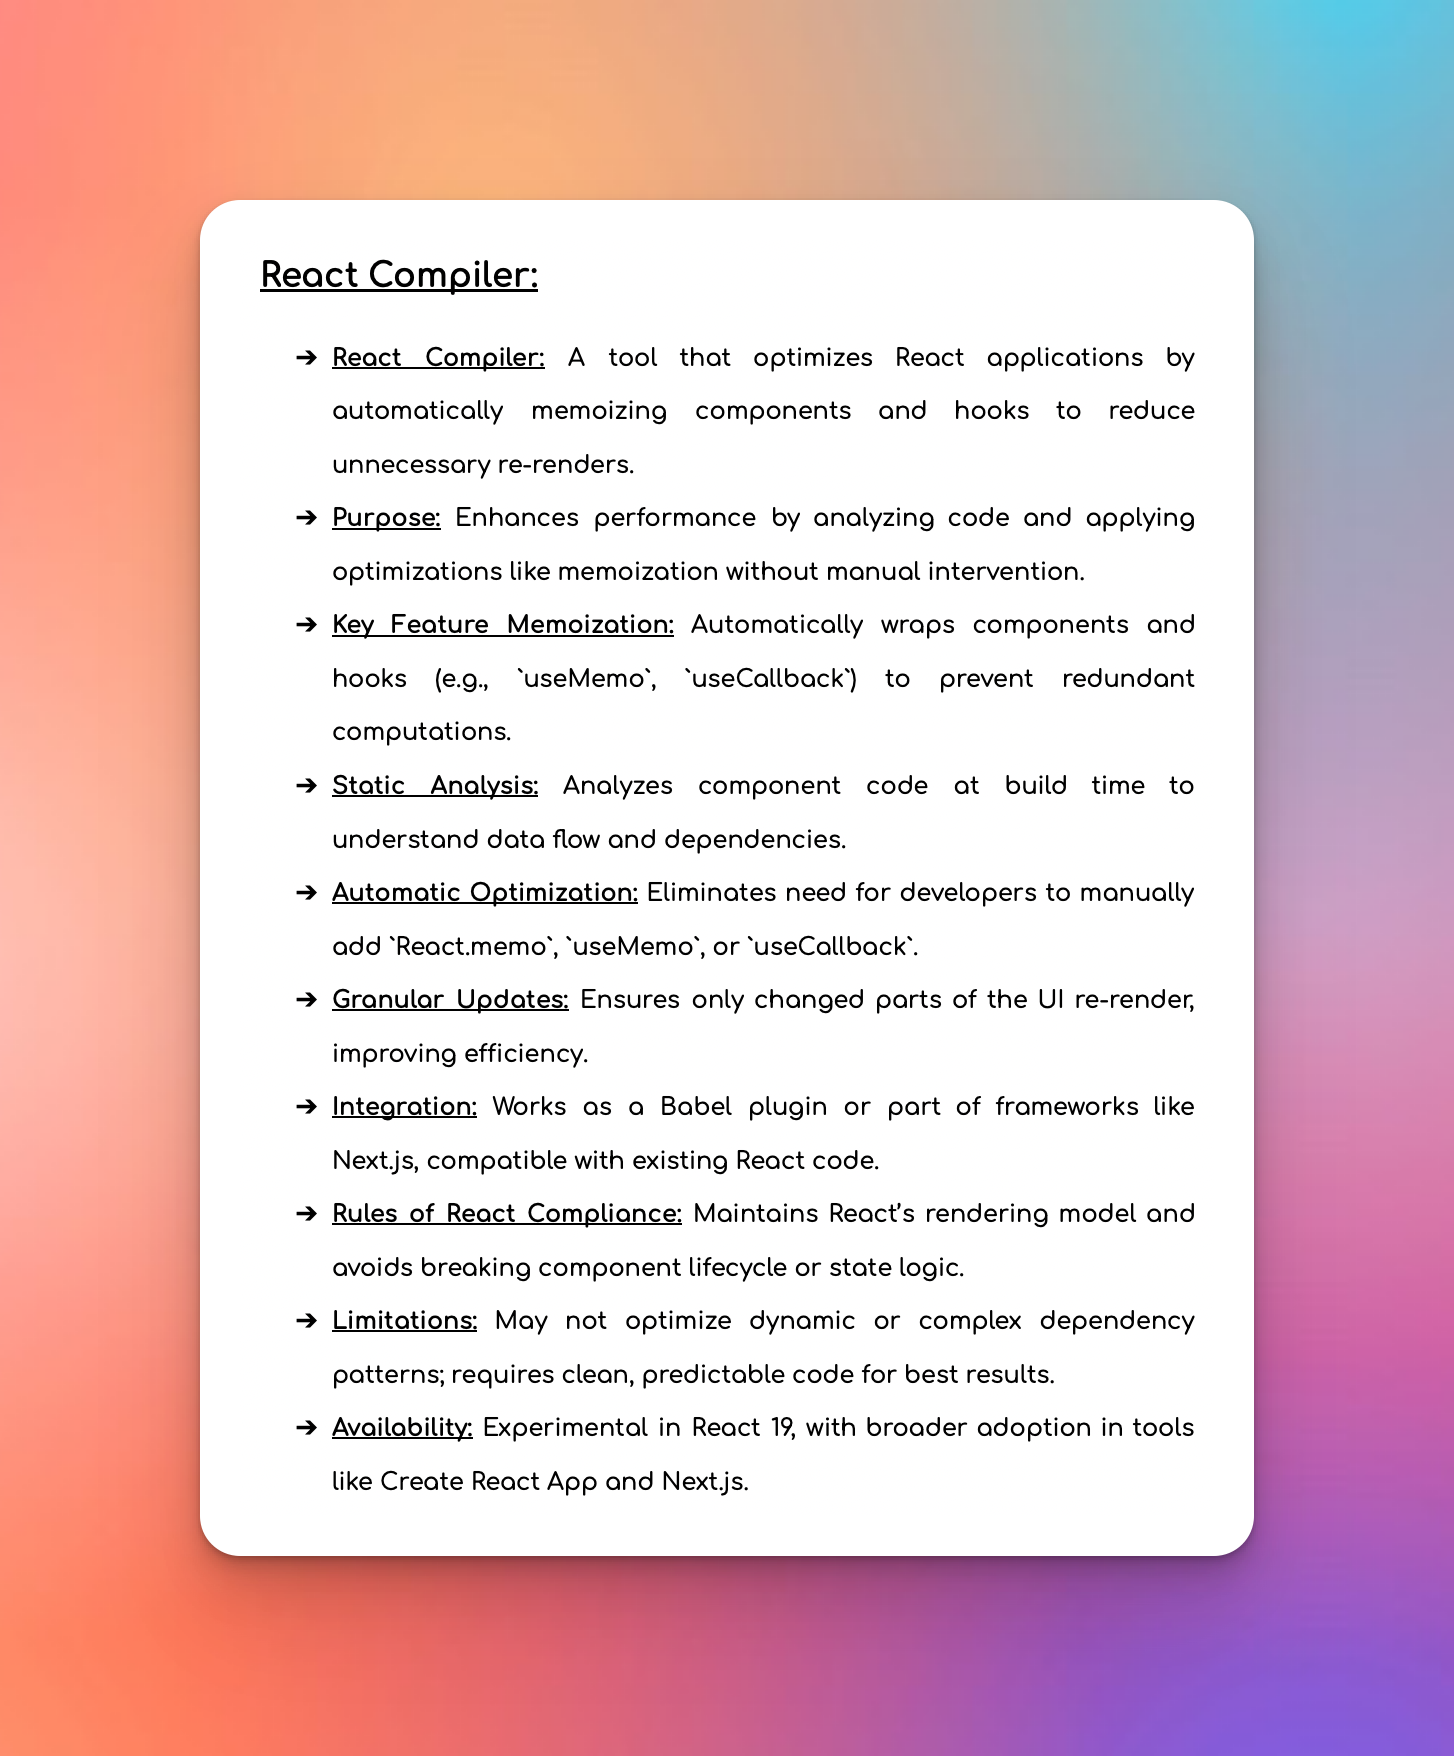 React Compiler:
➔ React Compiler: A tool that optimizes React applications by
automatically memoizing components and hooks to reduce
unnecessary re-renders.
➔ Purpose: Enhances performance by analyzing code and applying
optimizations like memoization without manual intervention.
➔ Key Feature Memoization: Automatically wraps components and
hooks (e.g., `useMemo`, `useCallback`) to prevent redundant
computations.
➔ Static Analysis: Analyzes component code at build time to
understand data flow and dependencies.
➔ Automatic Optimization: Eliminates need for developers to manually
add `React.memo`, `useMemo`, or `useCallback`.
➔ Granular Updates: Ensures only changed parts of the UI re-render,
improving efficiency.
➔ Integration: Works as a Babel plugin or part of frameworks like
Next.js, compatible with existing React code.
➔ Rules of React Compliance: Maintains React’s rendering model and
avoids breaking component lifecycle or state logic.
➔ Limitations: May not optimize dynamic or complex dependency
patterns; requires clean, predictable code for best results.
➔ Availability: Experimental in React 19, with broader adoption in tools
like Create React App and Next.js.